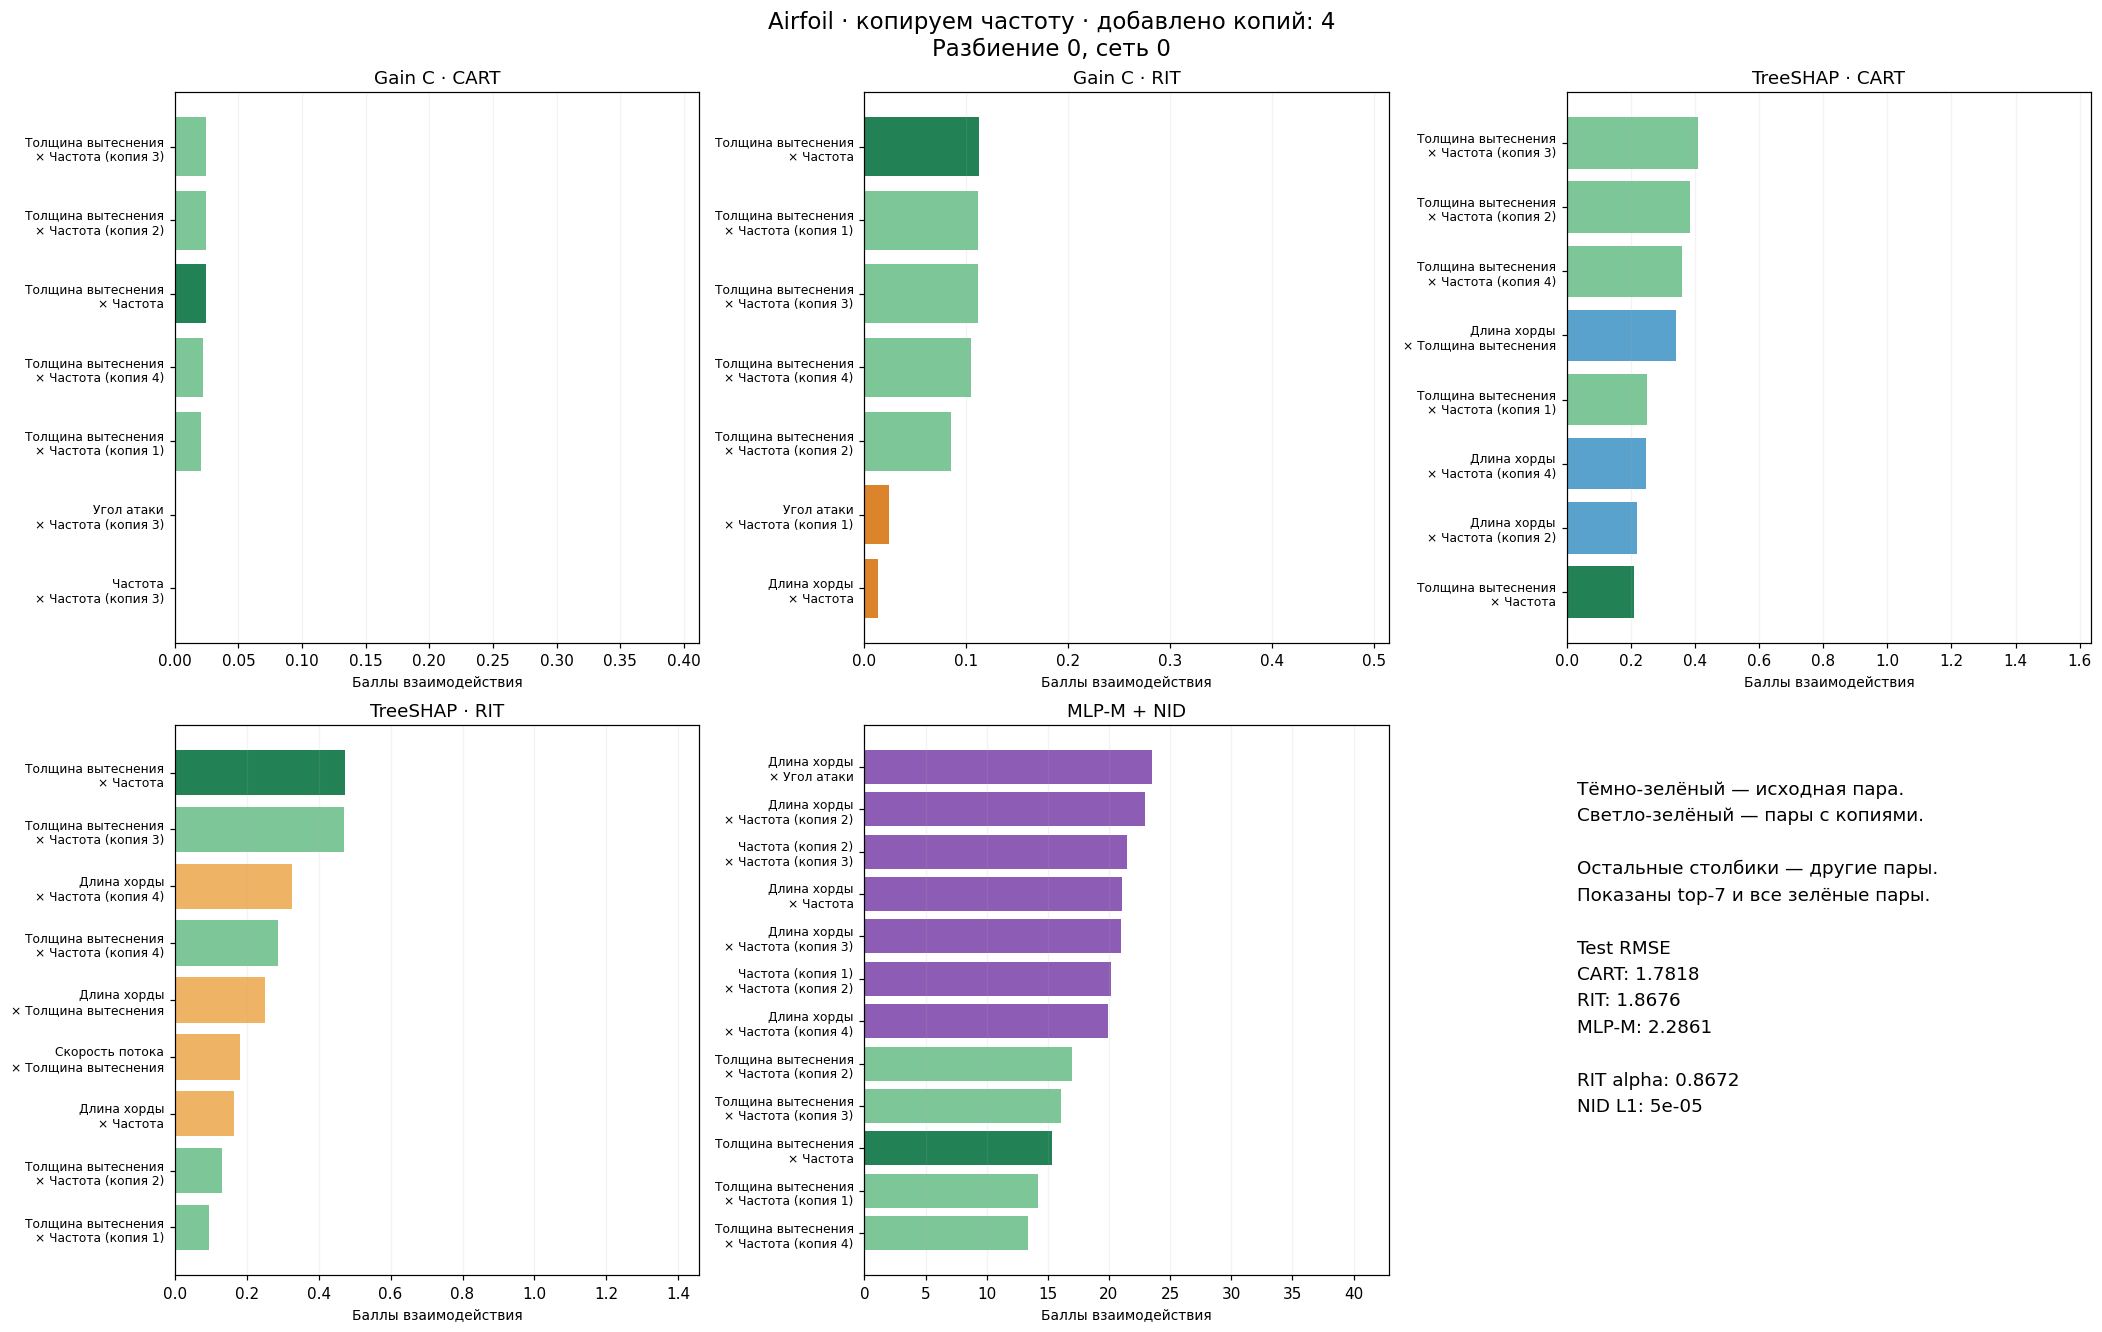 Airfoil · копируем частоту · добавлено копий: 4
Разбиение 0, сеть 0
Gain C · CART
Толщина вытеснения
× Частота (копия 3)
Толщина вытеснения
× Частота (копия 2)
Толщина вытеснения
× Частота
Толщина вытеснения
× Частота (копия 4)
Толщина вытеснения
× Частота (копия 1)
Угол атаки
× Частота (копия 3)
Частота
× Частота (копия 3)
0.00 0.05 0.10 0.15 0.20 0.25 0.30 0.35 0.40
Баллы взаимодействия
Gain C · RIT
Толщина вытеснения
× Частота
Толщина вытеснения
× Частота (копия 1)
Толщина вытеснения
× Частота (копия 3)
Толщина вытеснения
× Частота (копия 4)
Толщина вытеснения
× Частота (копия 2)
Угол атаки
× Частота (копия 1)
Длина хорды
× Частота
0.0 0.1 0.2 0.3 0.4 0.5
Баллы взаимодействия
TreeSHAP · CART
Толщина вытеснения
× Частота (копия 3)
Толщина вытеснения
× Частота (копия 2)
Толщина вытеснения
× Частота (копия 4)
Длина хорды
× Толщина вытеснения
Толщина вытеснения
× Частота (копия 1)
Длина хорды
× Частота (копия 4)
Длина хорды
× Частота (копия 2)
Толщина вытеснения
× Частота
0.0 0.2 0.4 0.6 0.8 1.0 1.2 1.4 1.6
Баллы взаимодействия
TreeSHAP · RIT
Толщина вытеснения
× Частота
Толщина вытеснения
× Частота (копия 3)
Длина хорды
× Частота (копия 4)
Толщина вытеснения
× Частота (копия 4)
Длина хорды
× Толщина вытеснения
Скорость потока
× Толщина вытеснения
Длина хорды
× Частота
Толщина вытеснения
× Частота (копия 2)
Толщина вытеснения
× Частота (копия 1)
0.0 0.2 0.4 0.6 0.8 1.0 1.2 1.4
Баллы взаимодействия
MLP-M + NID
Длина хорды
× Угол атаки
Длина хорды
× Частота (копия 2)
Частота (копия 2)
× Частота (копия 3)
Длина хорды
× Частота
Длина хорды
× Частота (копия 3)
Частота (копия 1)
× Частота (копия 2)
Длина хорды
× Частота (копия 4)
Толщина вытеснения
× Частота (копия 2)
Толщина вытеснения
× Частота (копия 3)
Толщина вытеснения
× Частота
Толщина вытеснения
× Частота (копия 1)
Толщина вытеснения
× Частота (копия 4)
0 5 10 15 20 25 30 35 40
Баллы взаимодействия
Тёмно-зелёный — исходная пара.
Светло-зелёный — пары с копиями.
Остальные столбики — другие пары.
Показаны top-7 и все зелёные пары.
Test RMSE
CART: 1.7818
RIT: 1.8676
MLP-M: 2.2861
RIT alpha: 0.8672
NID L1: 5e-05